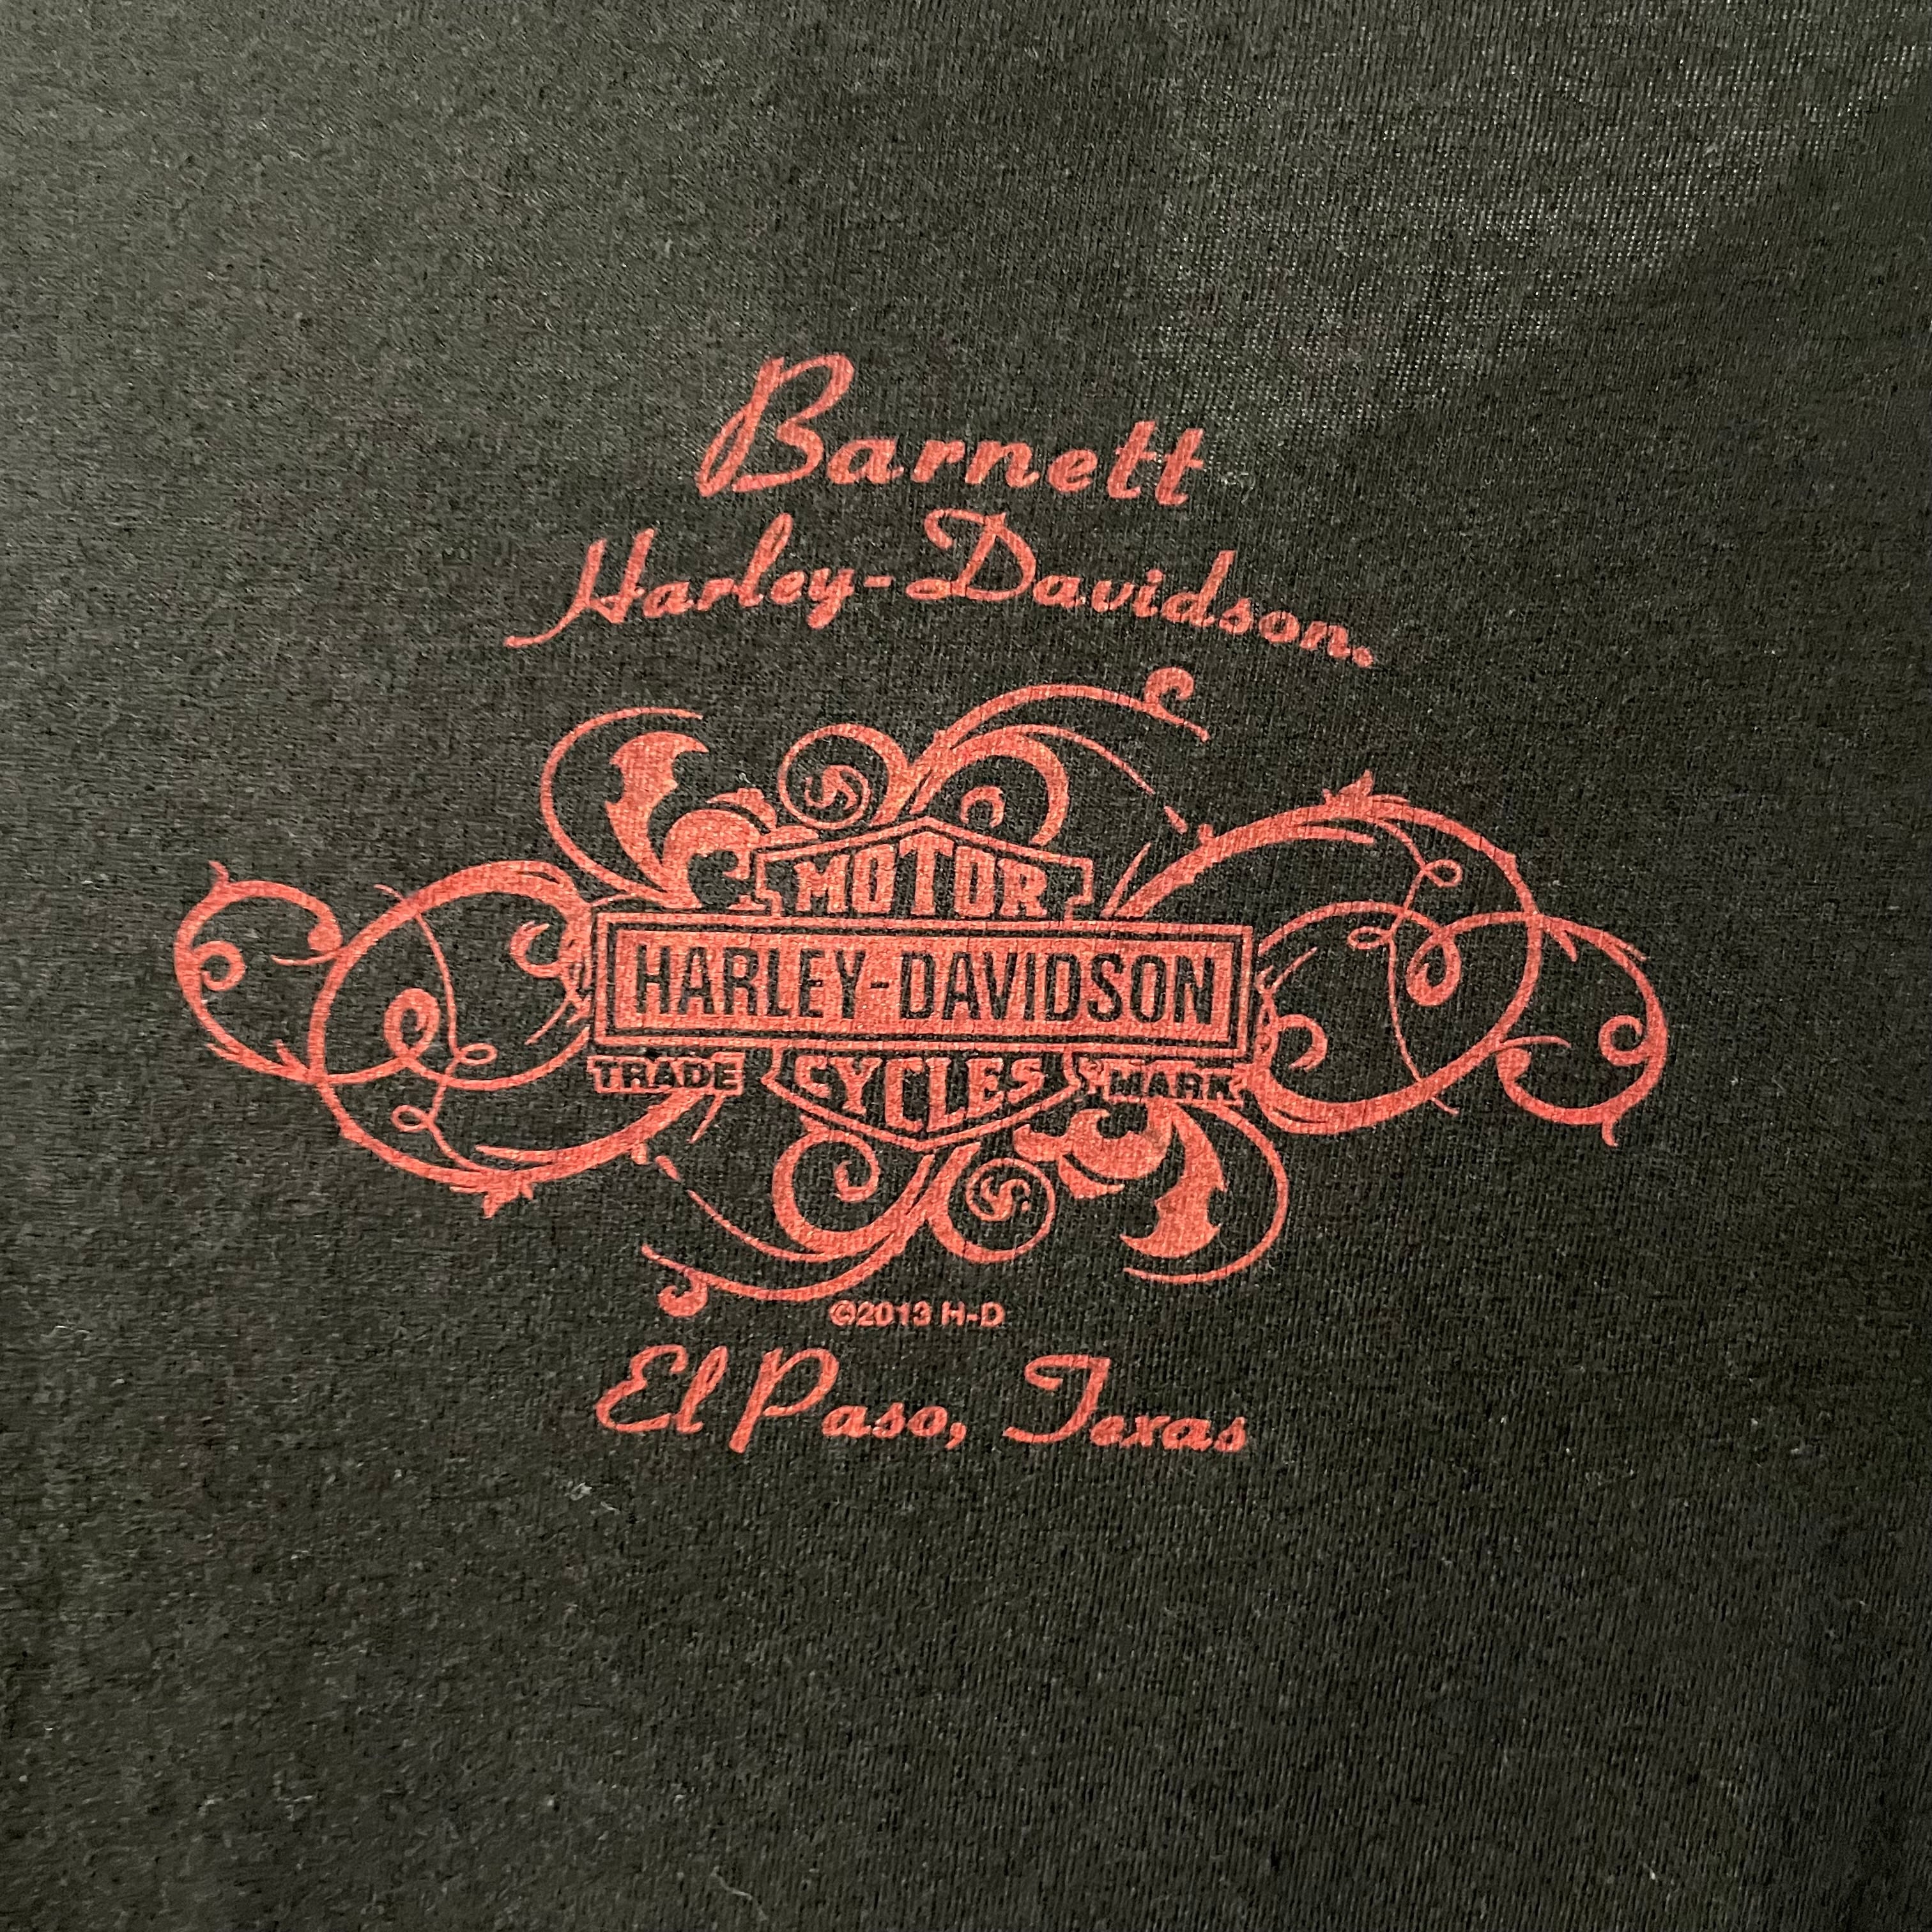 Barnett
Harley-Davidson.
MOTOR
HARLEY-DAVIDSON
TRADE CYCLES MARK
©2013 H-D
El Paso, Texas